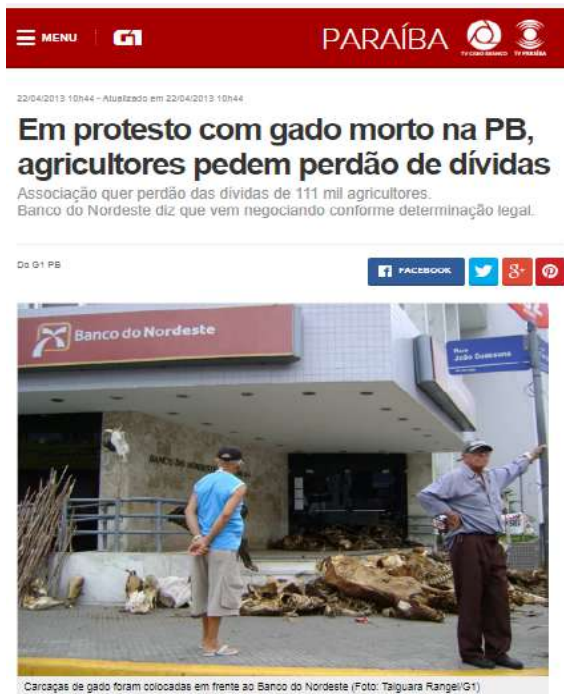 MENU
G1
PARAÍBA
TV CABO BRANCO
TV PARAÍBA
22/04/2013 10h44 - Atualizado em 22/04/2013 10h44
Em protesto com gado morto na PB,
agricultores pedem perdão de dívidas
Associação quer perdão das dívidas de 111 mil agricultores.
Banco do Nordeste diz que vem negociando conforme determinação legal.
Do G1 PB
FACEBOOK
Banco do Nordeste
João Suassuna
BANCO DO NORDESTE
Carcaças de gado foram colocadas em frente ao Banco do Nordeste (Foto: Taiguara Rangel/G1)